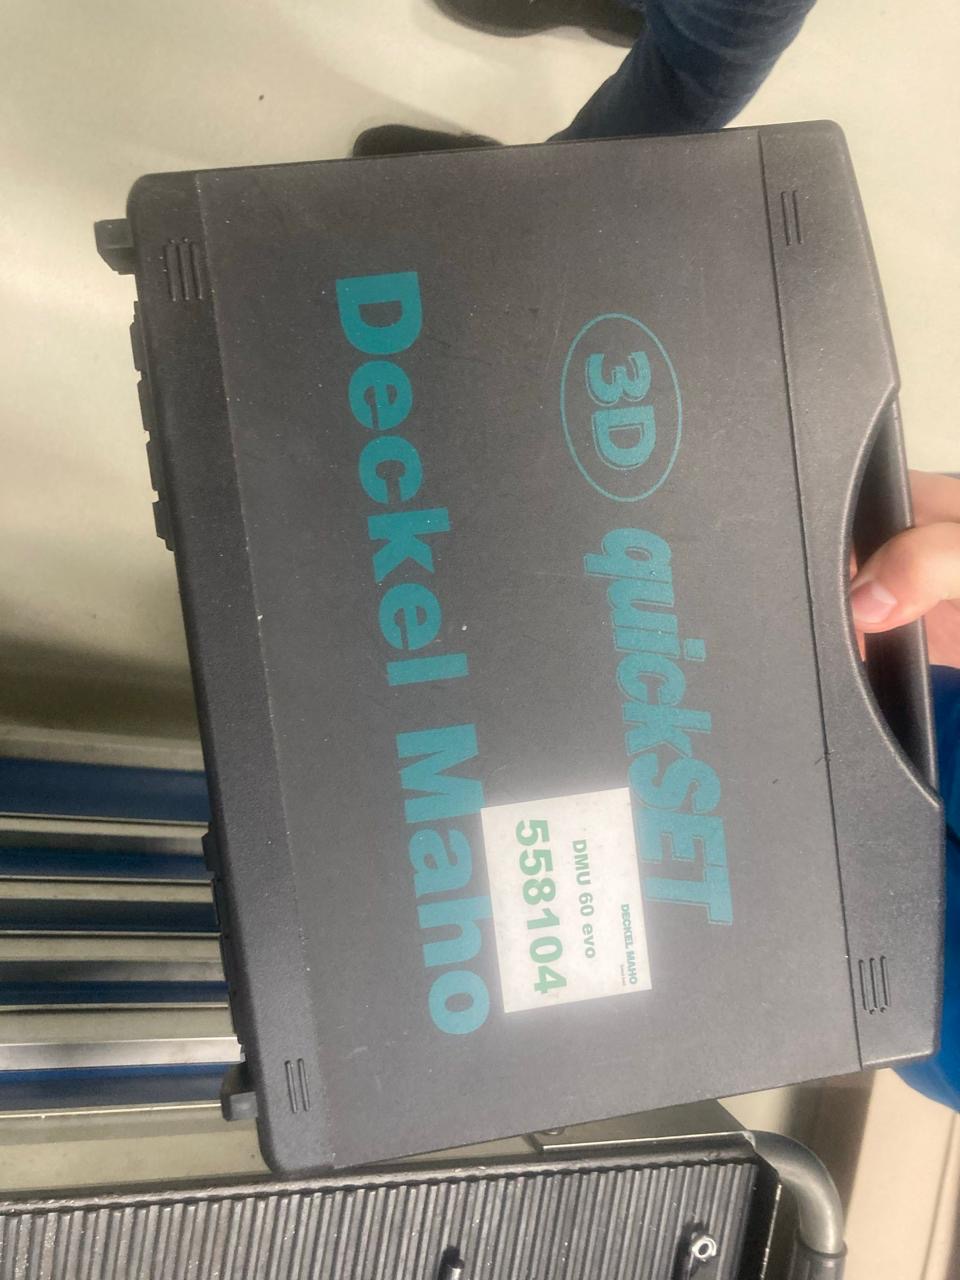 3D quickSET
Deckel Maho
DECKEL MAHO
DMU 60 evo
558104